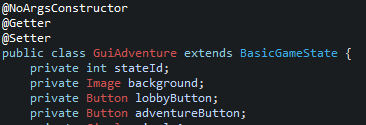 @NoArgsConstructor
@Getter
@Setter
public class GuiAdventure extends BasicGameState {
    private int stateId;
    private Image background;
    private Button lobbyButton;
    private Button adventureButton;